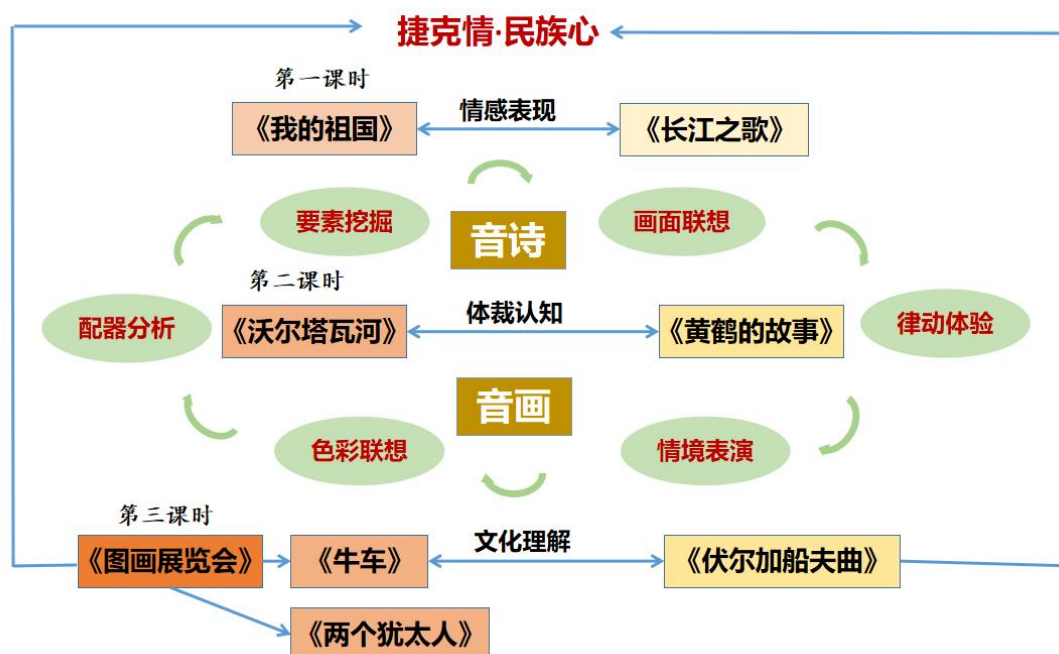 捷克情·民族心
第一课时
《我的祖国》
情感表现
《长江之歌》
要素挖掘
音诗
画面联想
第二课时
配器分析
《沃尔塔瓦河》
体裁认知
《黄鹤的故事》
律动体验
音画
色彩联想
情境表演
第三课时
《图画展览会》
《牛车》
文化理解
《伏尔加船夫曲》
《两个犹太人》